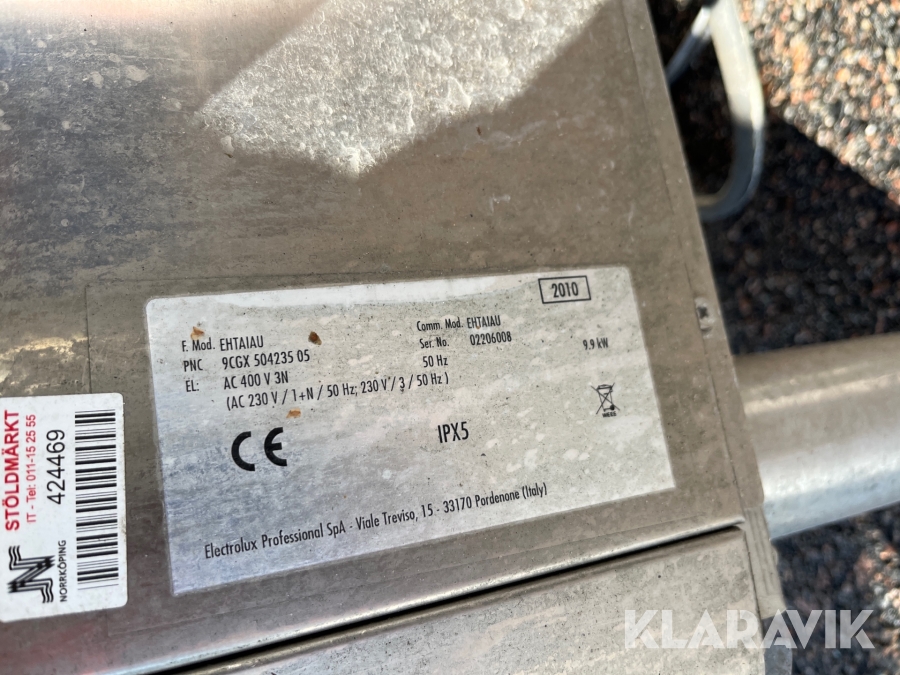 2010
F. Mod. EHTAIAU
Comm. Mod. EHTAIAU
PNC 9CGX 504235 05
Ser. No. 02206008
EL: AC 400 V 3N
50 Hz
9.9 kW
(AC 230 V / 1+N / 50 Hz; 230 V / 3 / 50 Hz )
CE
IPX5
WEEE
Electrolux Professional SpA - Viale Treviso, 15 - 33170 Pordenone (Italy)
STÖLDMÄRKT
IT - Tel: 011-15 25 55
424469
N
NORRKÖPING
KLARAVIK